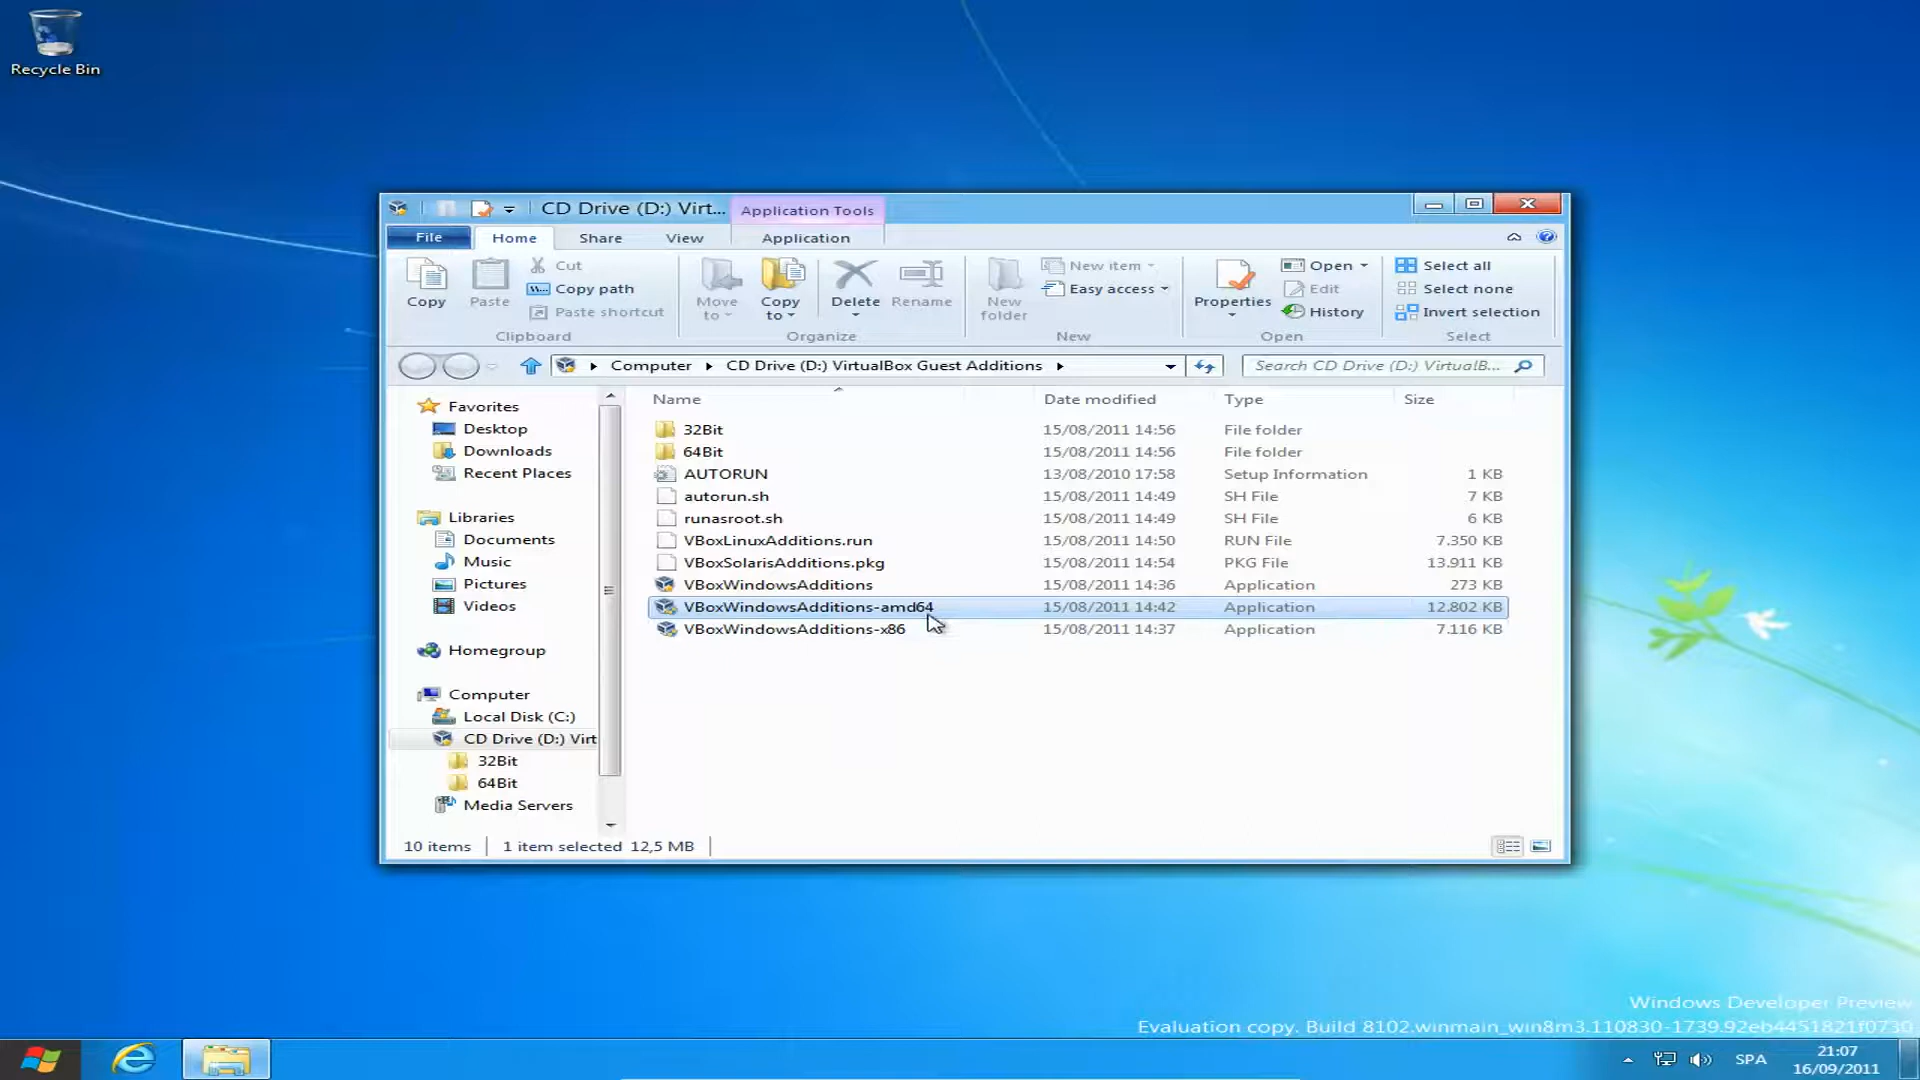 Recycle Bin
CD Drive (D:) Virt...
Application Tools
File
Home
Share
View
Application
Copy
Paste
Cut
Copy path
Paste shortcut
Clipboard
Move to
Copy to
Delete
Rename
Organize
New folder
New item
Easy access
New
Properties
Open
Edit
History
Open
Select all
Select none
Invert selection
Select
Computer
CD Drive (D:) VirtualBox Guest Additions
Search CD Drive (D:) VirtualB...
Favorites
Desktop
Downloads
Recent Places
Libraries
Documents
Music
Pictures
Videos
Homegroup
Computer
Local Disk (C:)
CD Drive (D:) Virt
32Bit
64Bit
Media Servers
Name Date modified Type Size
32Bit 15/08/2011 14:56 File folder
64Bit 15/08/2011 14:56 File folder
AUTORUN 13/08/2010 17:58 Setup Information 1 KB
autorun.sh 15/08/2011 14:49 SH File 7 KB
runasroot.sh 15/08/2011 14:49 SH File 6 KB
VBoxLinuxAdditions.run 15/08/2011 14:50 RUN File 7.350 KB
VBoxSolarisAdditions.pkg 15/08/2011 14:54 PKG File 13.911 KB
VBoxWindowsAdditions 15/08/2011 14:36 Application 273 KB
VBoxWindowsAdditions-amd64 15/08/2011 14:42 Application 12.802 KB
VBoxWindowsAdditions-x86 15/08/2011 14:37 Application 7.116 KB
10 items 1 item selected 12,5 MB
Windows Developer Preview
Evaluation copy. Build 8102.winmain_win8m3.110830-1739.92eb4451821f0730
SPA
21:07
16/09/2011